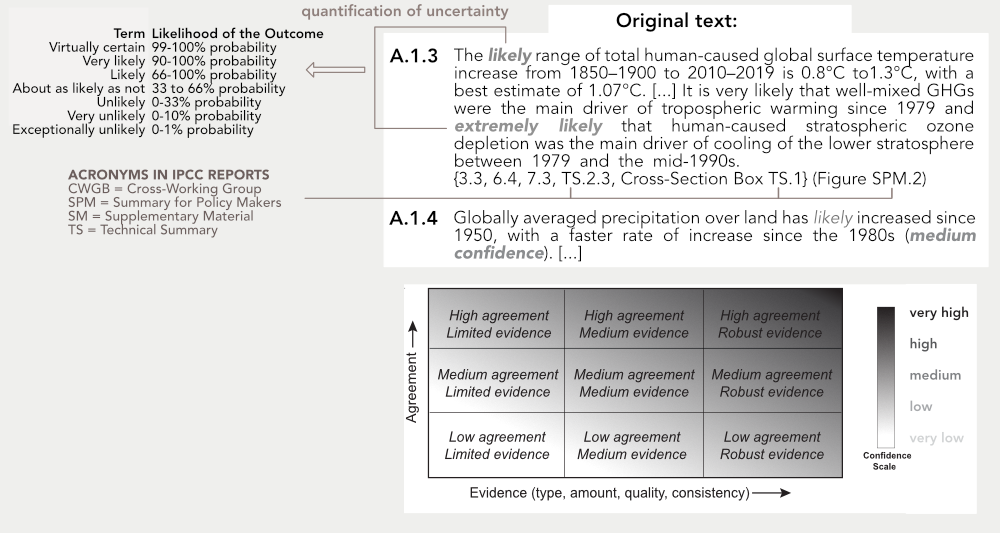 quantification of uncertainty
Original text:
Term Likelihood of the Outcome
Virtually certain 99-100% probability
Very likely 90-100% probability
Likely 66-100% probability
About as likely as not 33 to 66% probability
Unlikely 0-33% probability
Very unlikely 0-10% probability
Exceptionally unlikely 0-1% probability
A.1.3 The likely range of total human-caused global surface temperature
increase from 1850–1900 to 2010–2019 is 0.8°C to1.3°C, with a
best estimate of 1.07°C. [...] It is very likely that well-mixed GHGs
were the main driver of tropospheric warming since 1979 and
extremely likely that human-caused stratospheric ozone
depletion was the main driver of cooling of the lower stratosphere
between 1979 and the mid-1990s.
{3.3, 6.4, 7.3, TS.2.3, Cross-Section Box TS.1} (Figure SPM.2)
ACRONYMS IN IPCC REPORTS
CWGB = Cross-Working Group
SPM = Summary for Policy Makers
SM = Supplementary Material
TS = Technical Summary
A.1.4 Globally averaged precipitation over land has likely increased since
1950, with a faster rate of increase since the 1980s (medium
confidence). [...]
Agreement
High agreement
Limited evidence
High agreement
Medium evidence
High agreement
Robust evidence
Medium agreement
Limited evidence
Medium agreement
Medium evidence
Medium agreement
Robust evidence
Low agreement
Limited evidence
Low agreement
Medium evidence
Low agreement
Robust evidence
Evidence (type, amount, quality, consistency)
very high
high
medium
low
very low
Confidence
Scale